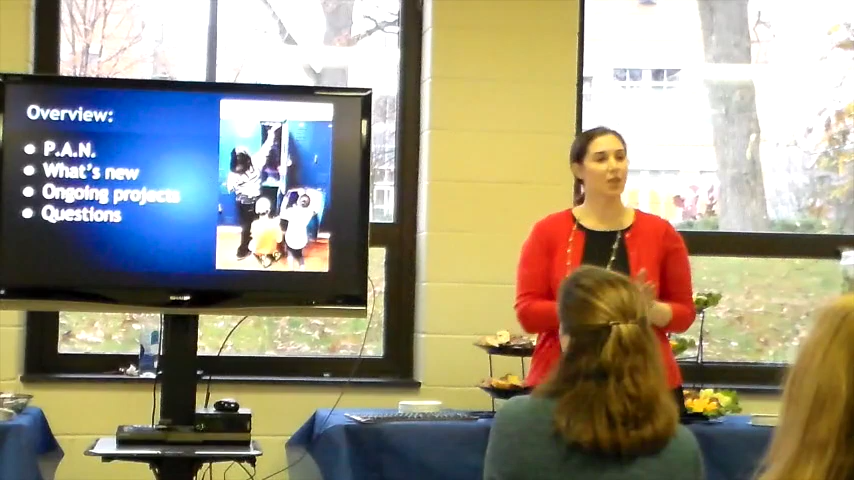 Overview:
P.A.N.
What's new
Ongoing projects
Questions